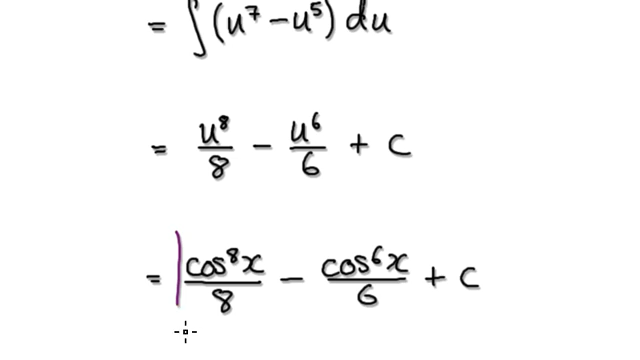 = ∫(u⁷ - u⁵) du
= u⁸/8 - u⁶/6 + C
= cos⁸x/8 - cos⁶x/6 + C